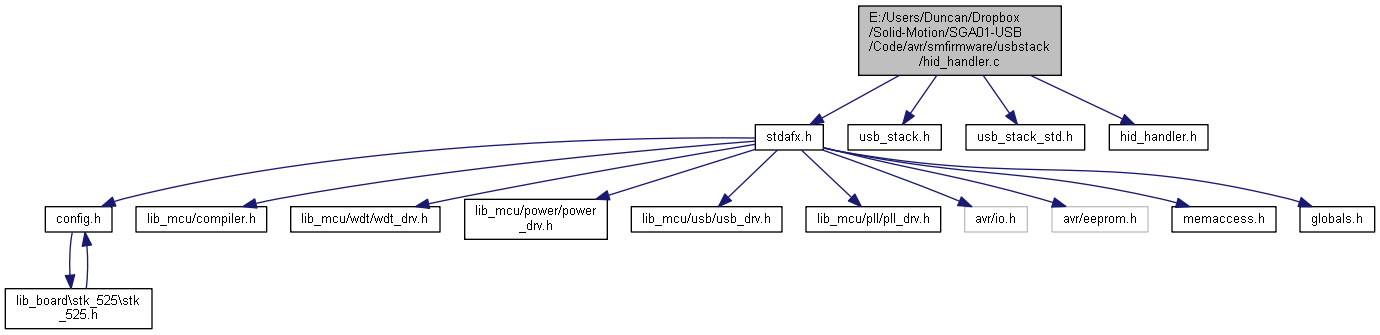 E:/Users/Duncan/Dropbox
/Solid-Motion/SGA01-USB
/Code/avr/smfirmware/usbstack
/hid_handler.c
stdafx.h
usb_stack.h
usb_stack_std.h
hid_handler.h
config.h
lib_mcu/compiler.h
lib_mcu/wdt/wdt_drv.h
lib_mcu/power/power
_drv.h
lib_mcu/usb/usb_drv.h
lib_mcu/pll/pll_drv.h
avr/io.h
avr/eeprom.h
memaccess.h
globals.h
lib_board\stk_525\stk
_525.h